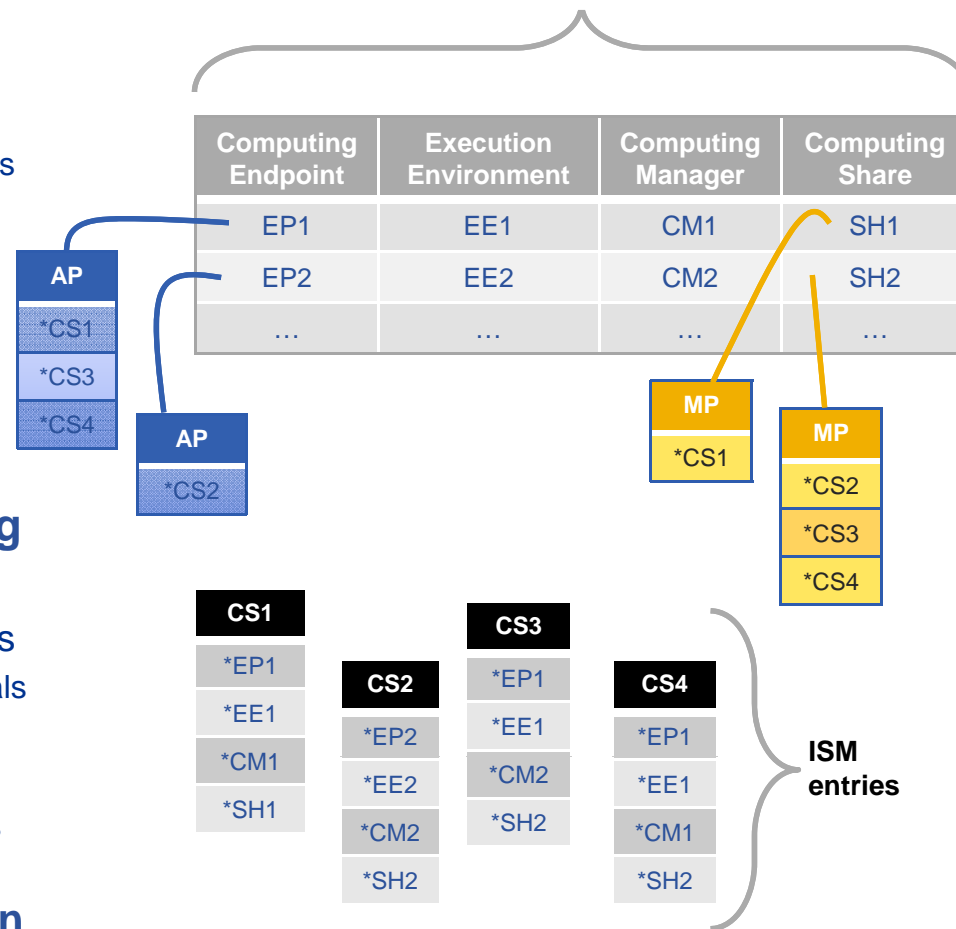 s
Computing Endpoint
Execution Environment
Computing Manager
Computing Share
EP1 EE1 CM1 SH1
EP2 EE2 CM2 SH2
… … … …
AP
*CS1
*CS3
*CS4
AP
*CS2
MP
*CS1
MP
*CS2
*CS3
*CS4
g
s
als
n
CS1
*EP1
*EE1
*CM1
*SH1
CS2
*EP2
*EE2
*CM2
*SH2
CS3
*EP1
*EE1
*CM2
*SH2
CS4
*EP1
*EE1
*CM1
*SH2
ISM
entries